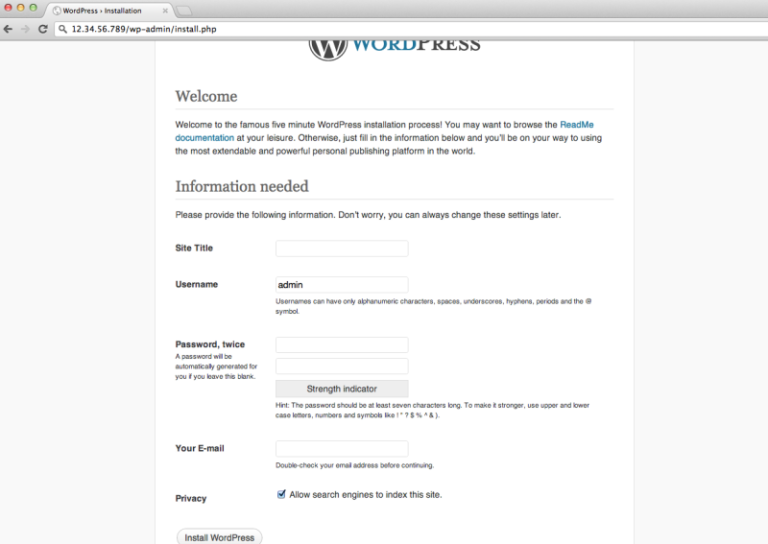 WordPress › Installation
12.34.56.789/wp-admin/install.php
WORDPRESS
Welcome
Welcome to the famous five minute WordPress installation process! You may want to browse the ReadMe
documentation at your leisure. Otherwise, just fill in the information below and you'll be on your way to using
the most extendable and powerful personal publishing platform in the world.
Information needed
Please provide the following information. Don't worry, you can always change these settings later.
Site Title
Username
admin
Usernames can have only alphanumeric characters, spaces, underscores, hyphens, periods and the @
symbol.
Password, twice
A password will be
automatically generated for
you if you leave this blank.
Strength indicator
Hint: The password should be at least seven characters long. To make it stronger, use upper and lower
case letters, numbers and symbols like ! " ? $ % ^ & ).
Your E-mail
Double-check your email address before continuing.
Privacy
Allow search engines to index this site.
Install WordPress